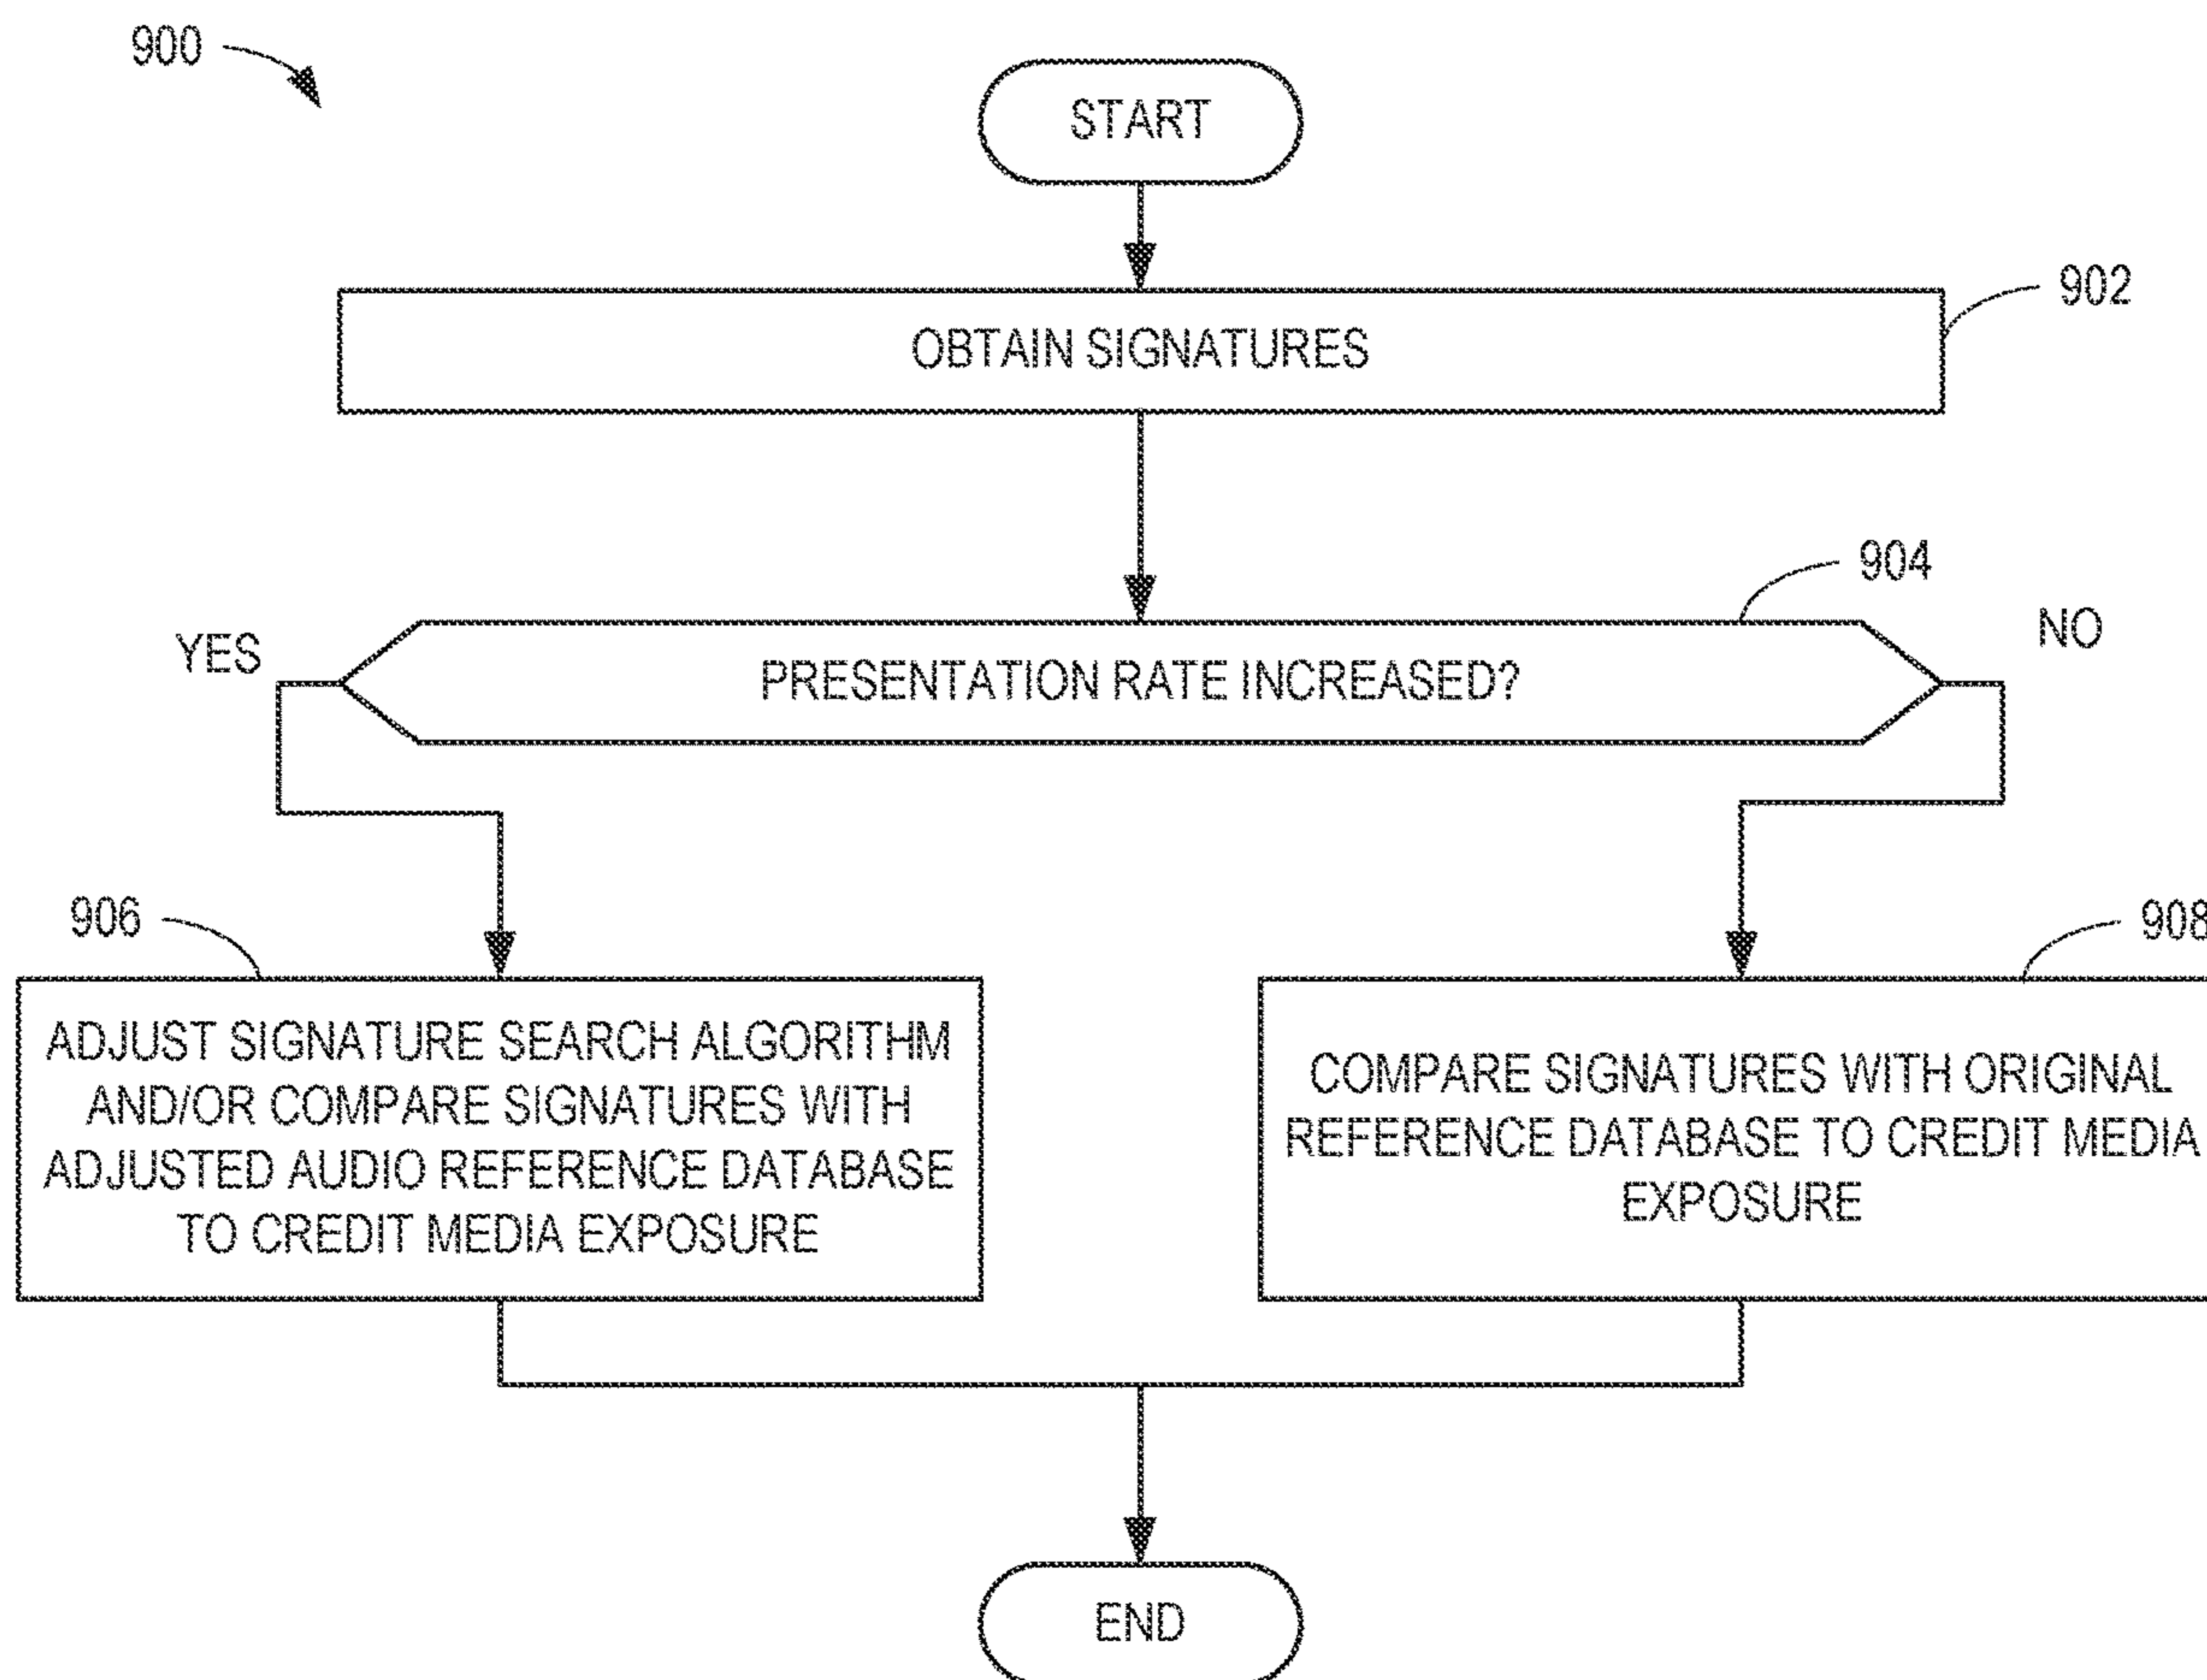 900
START
902
OBTAIN SIGNATURES
904
YES
NO
PRESENTATION RATE INCREASED?
906
908
ADJUST SIGNATURE SEARCH ALGORITHM
AND/OR COMPARE SIGNATURES WITH
ADJUSTED AUDIO REFERENCE DATABASE
TO CREDIT MEDIA EXPOSURE
COMPARE SIGNATURES WITH ORIGINAL
REFERENCE DATABASE TO CREDIT MEDIA
EXPOSURE
END